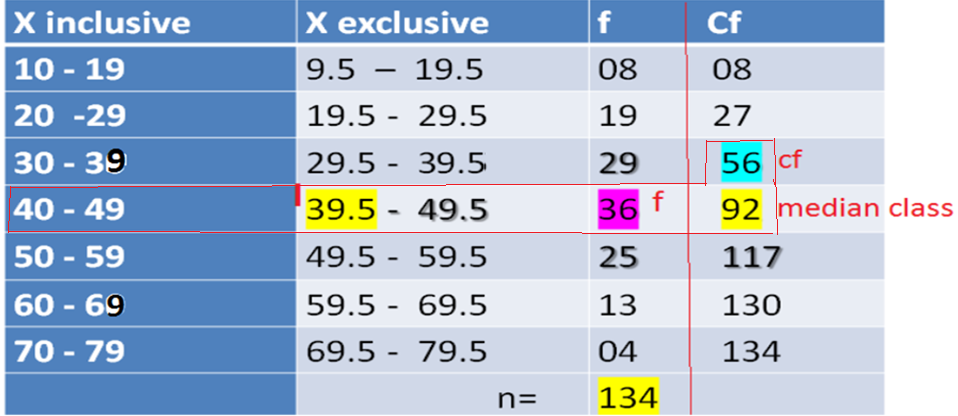 X inclusive X exclusive f Cf
10 - 19 9.5 – 19.5 08 08
20 -29 19.5 - 29.5 19 27
30 - 39 29.5 - 39.5 29 56 cf
40 - 49 39.5 - 49.5 36 f 92 median class
50 - 59 49.5 - 59.5 25 117
60 - 69 59.5 - 69.5 13 130
70 - 79 69.5 - 79.5 04 134
n= 134